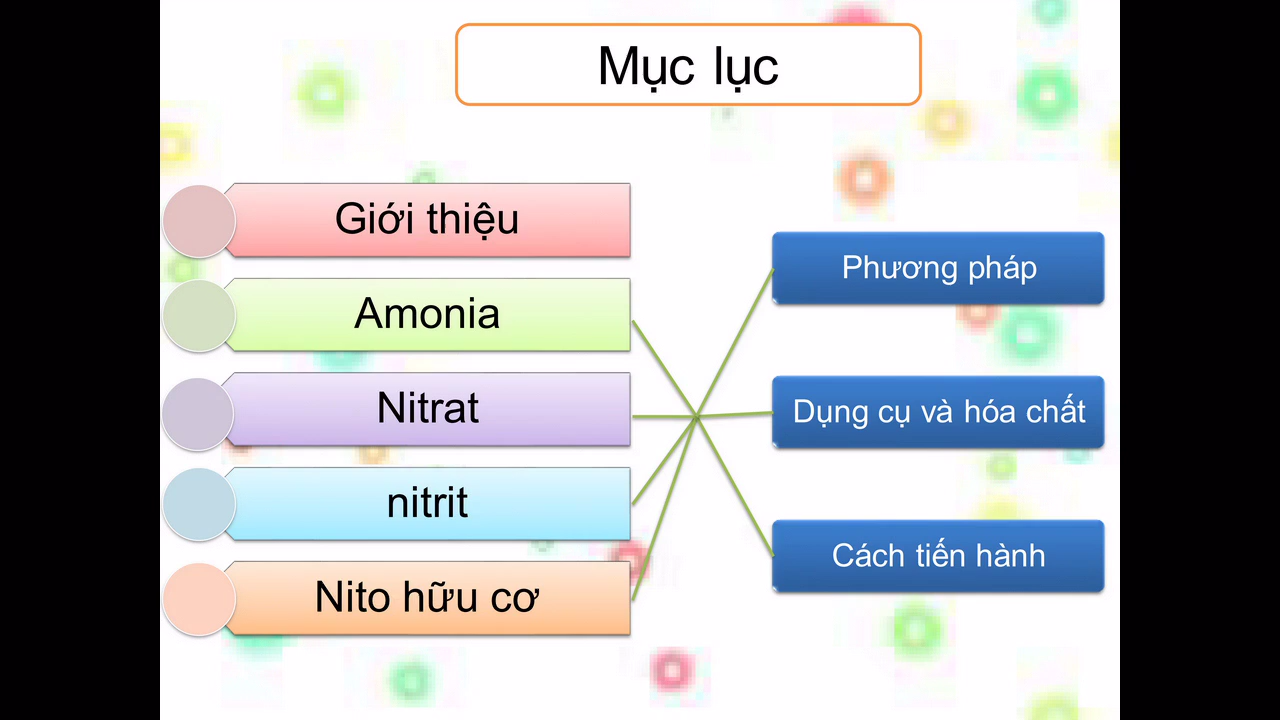 Mục lục
Giới thiệu
Amonia
Nitrat
nitrit
Nito hữu cơ
Phương pháp
Dụng cụ và hóa chất
Cách tiến hành